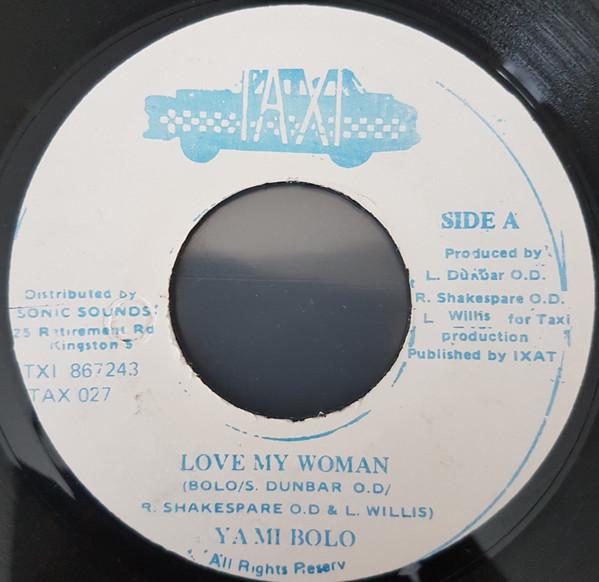 TAXI
SIDE A
Produced by
L. Dunbar O.D.
R. Shakespare O.D.
L Willis for Taxi
production
Published by IXAT
Distributed by
SONIC SOUNDS
25 Retirement Rd
Kingston 5
TXI 867243
TAX 027
LOVE MY WOMAN
(BOLO/S. DUNBAR O.D/
R. SHAKESPARE O.D & L. WILLIS)
YA MI BOLO
All Rights Reserv